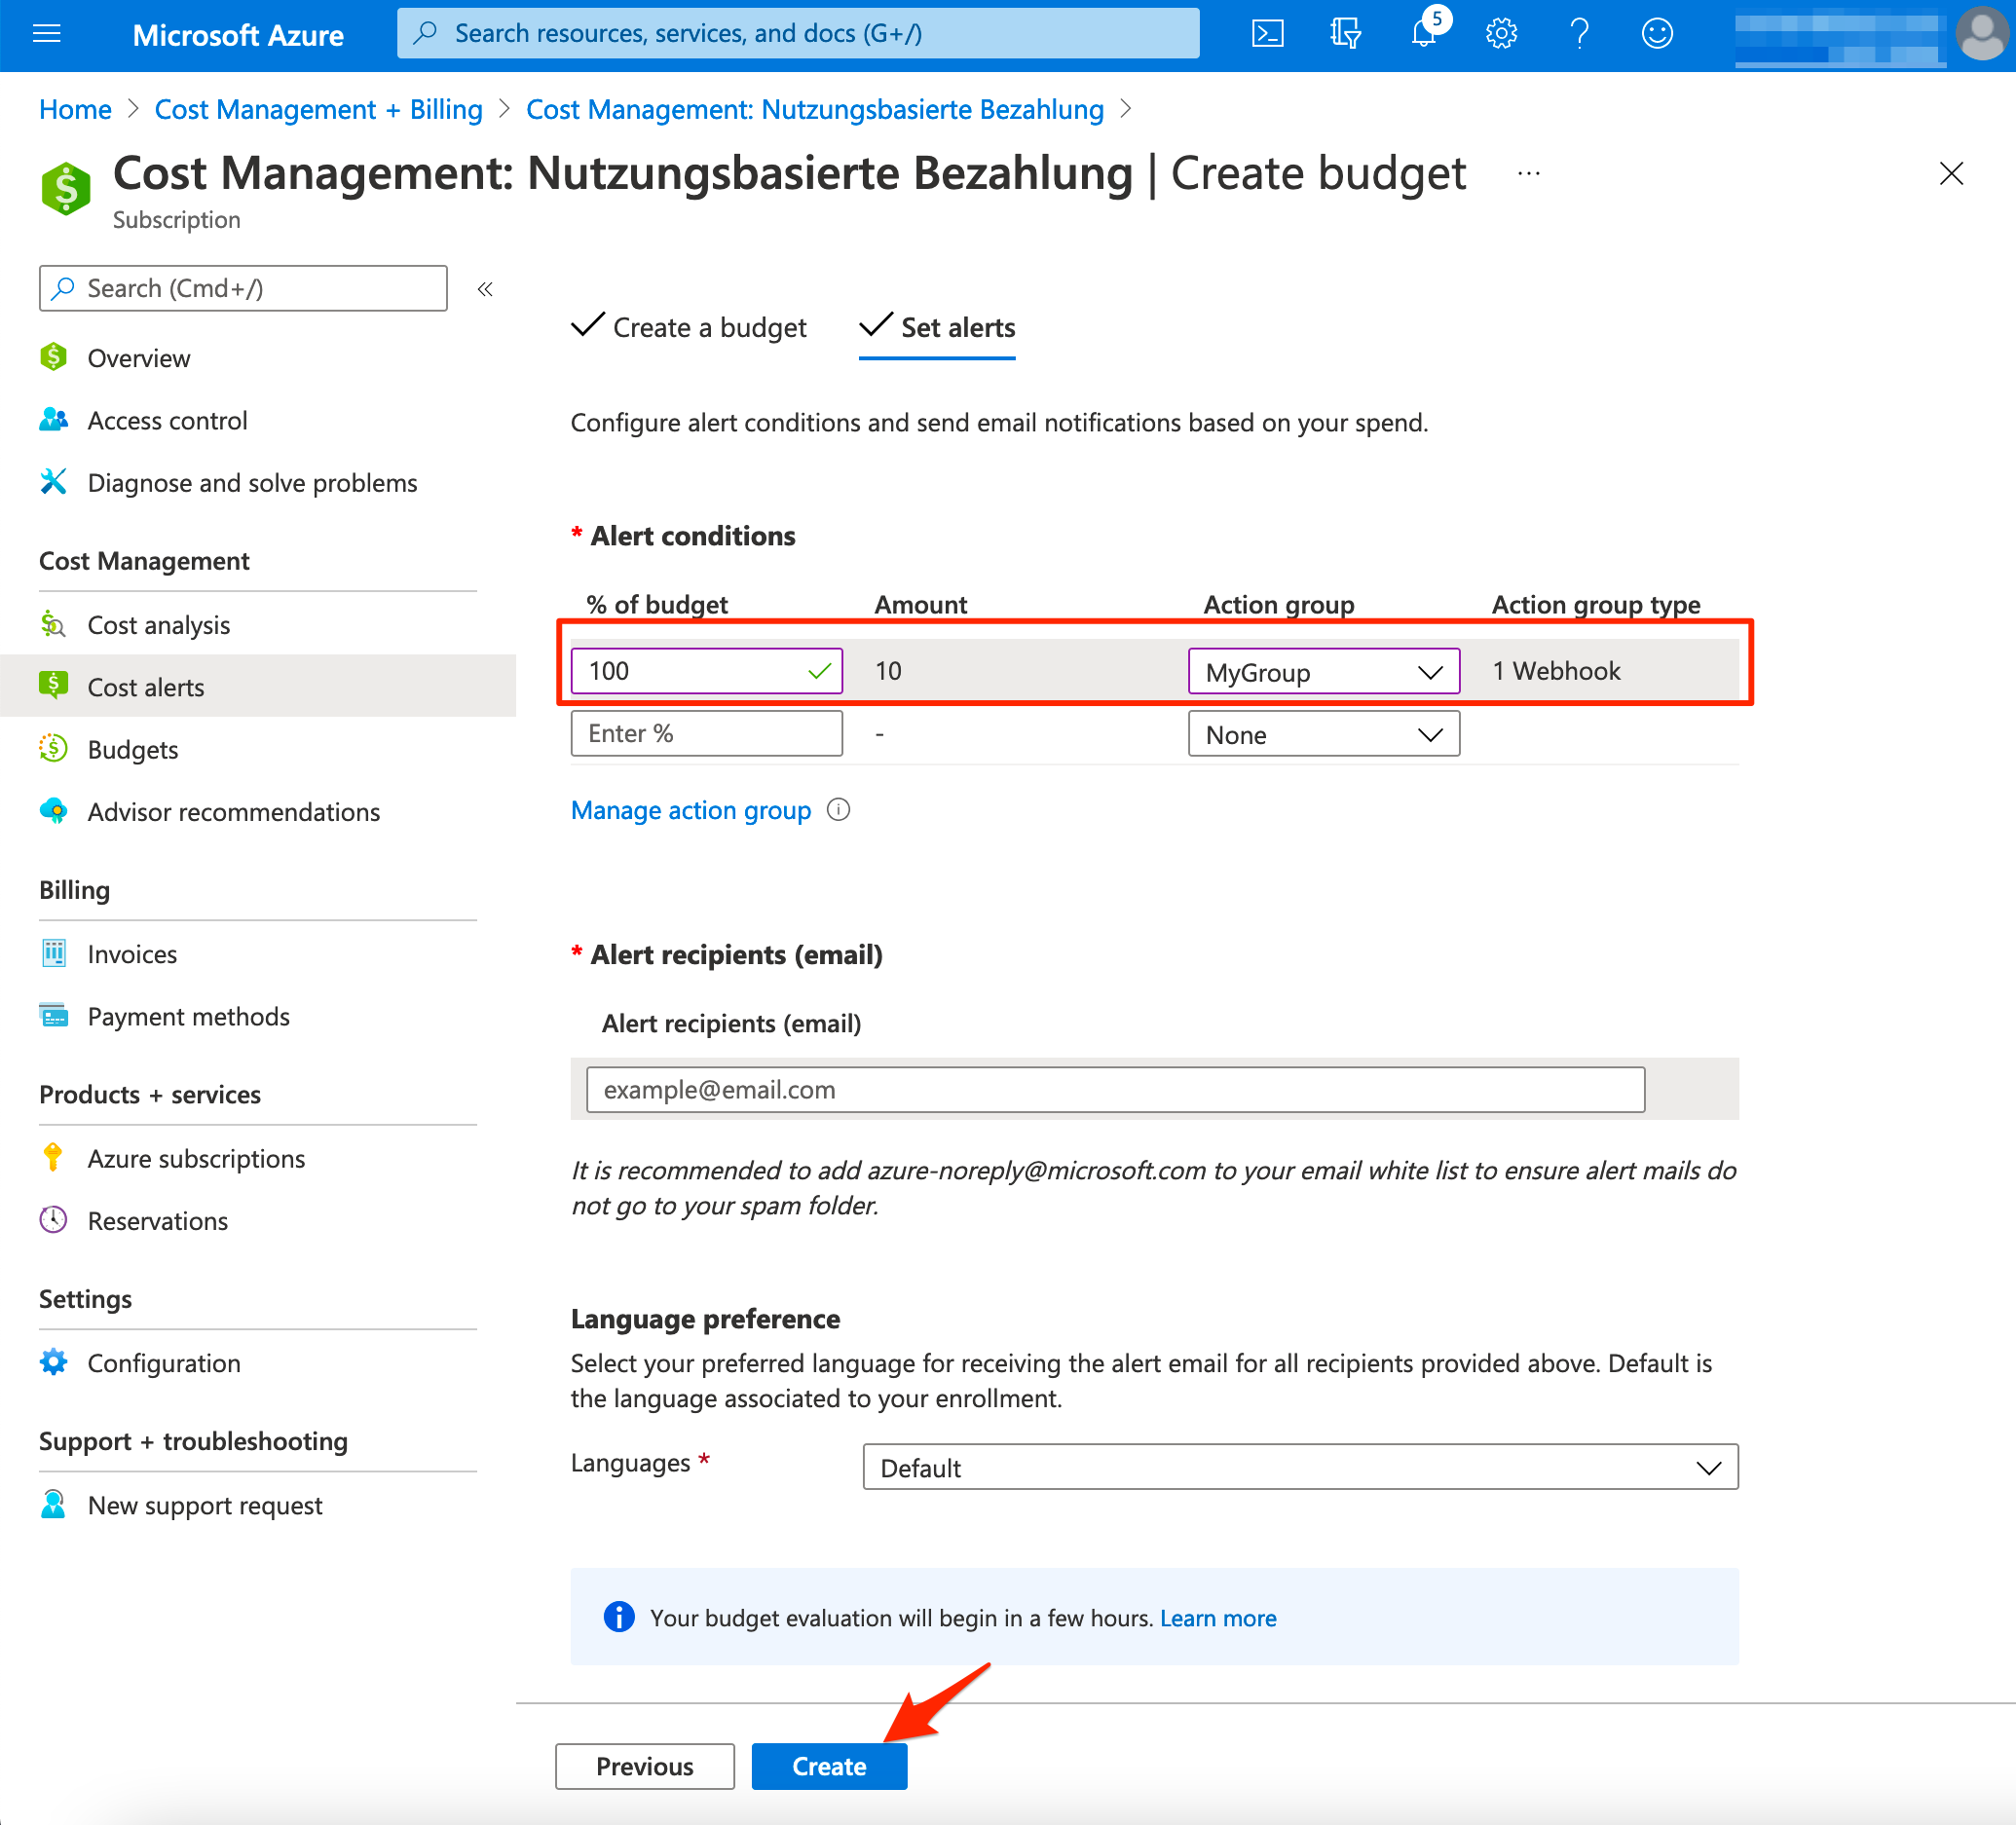 Microsoft Azure
Search resources, services, and docs (G+/)
5
Home > Cost Management + Billing > Cost Management: Nutzungsbasierte Bezahlung >
Cost Management: Nutzungsbasierte Bezahlung | Create budget ...
Subscription
Search (Cmd+/)
«
Overview
Access control
Diagnose and solve problems
Cost Management
Cost analysis
Cost alerts
Budgets
Advisor recommendations
Billing
Invoices
Payment methods
Products + services
Azure subscriptions
Reservations
Settings
Configuration
Support + troubleshooting
New support request
Create a budget
Set alerts
Configure alert conditions and send email notifications based on your spend.
* Alert conditions
% of budget Amount Action group Action group type
100 10 MyGroup 1 Webhook
Enter % - None
Manage action group
* Alert recipients (email)
Alert recipients (email)
example@email.com
It is recommended to add azure-noreply@microsoft.com to your email white list to ensure alert mails do
not go to your spam folder.
Language preference
Select your preferred language for receiving the alert email for all recipients provided above. Default is
the language associated to your enrollment.
Languages * Default
Your budget evaluation will begin in a few hours. Learn more
Previous Create